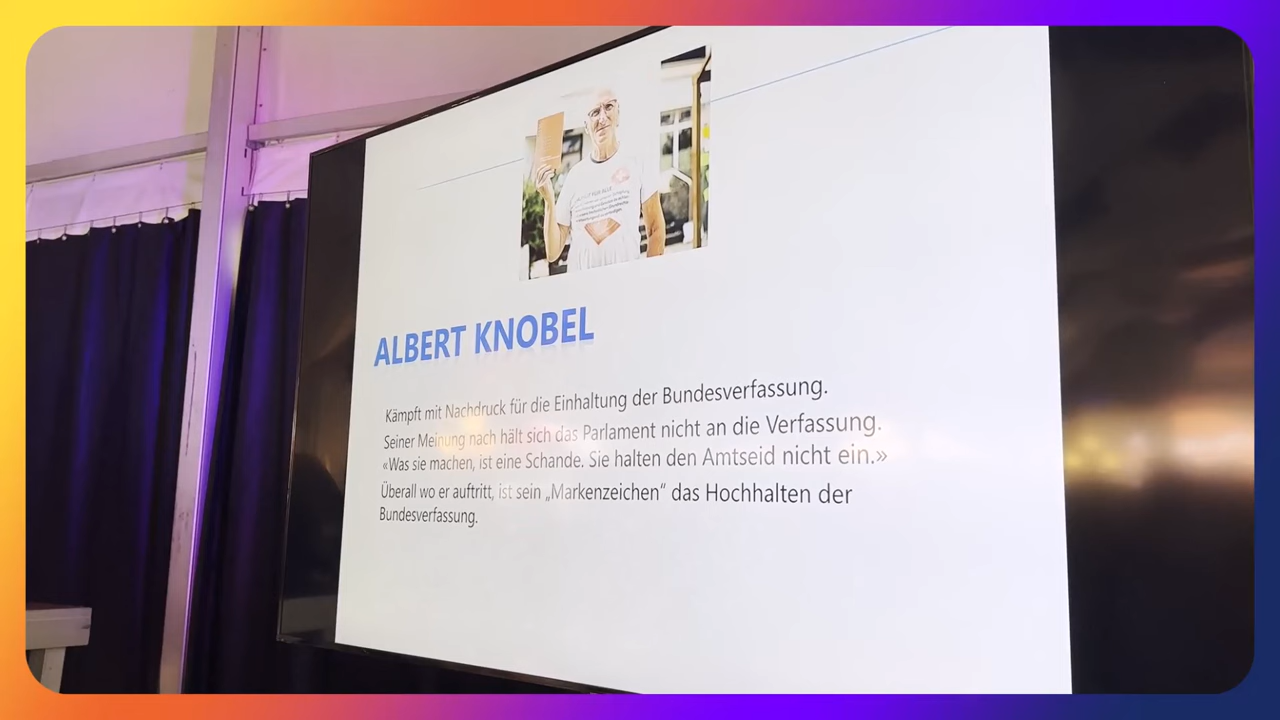 ALBERT KNOBEL
Kämpft mit Nachdruck für die Einhaltung der Bundesverfassung.
Seiner Meinung nach hält sich das Parlament nicht an die Verfassung.
«Was sie machen, ist eine Schande. Sie halten den Amtseid nicht ein.»
Überall wo er auftritt, ist sein „Markenzeichen“ das Hochhalten der
Bundesverfassung.